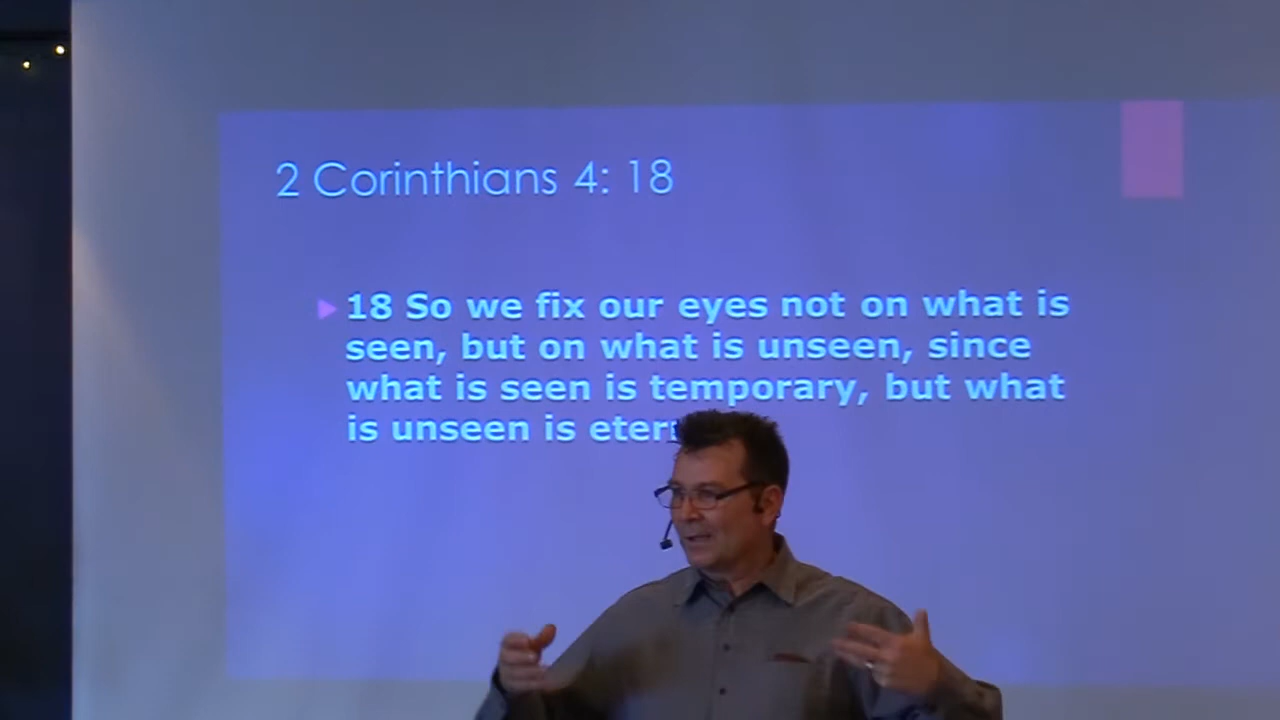 2 Corinthians 4: 18
18 So we fix our eyes not on what is
seen, but on what is unseen, since
what is seen is temporary, but what
is unseen is